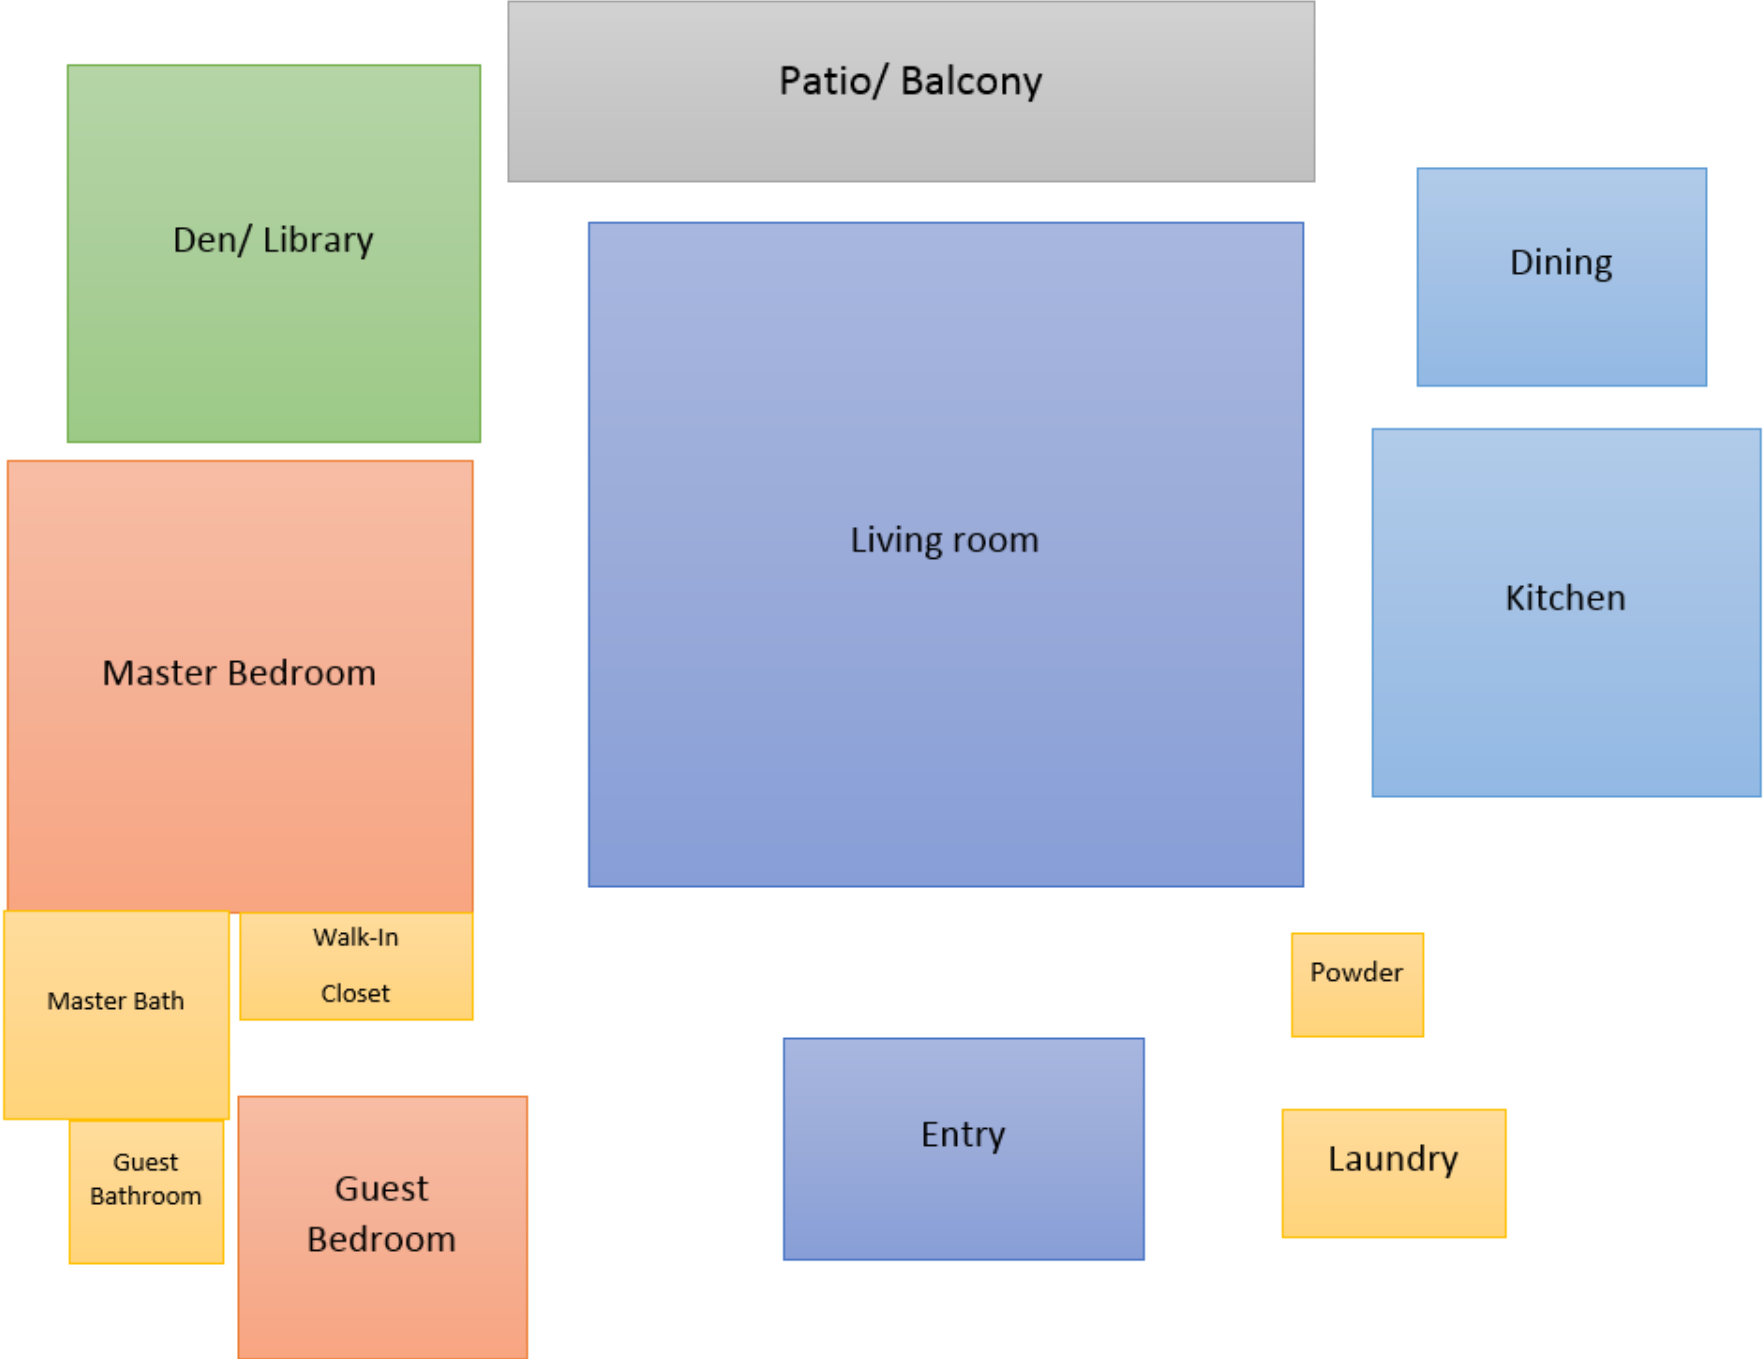 Patio/ Balcony
Den/ Library
Dining
Living room
Kitchen
Master Bedroom
Walk-In
Closet
Master Bath
Powder
Entry
Laundry
Guest
Bathroom
Guest
Bedroom